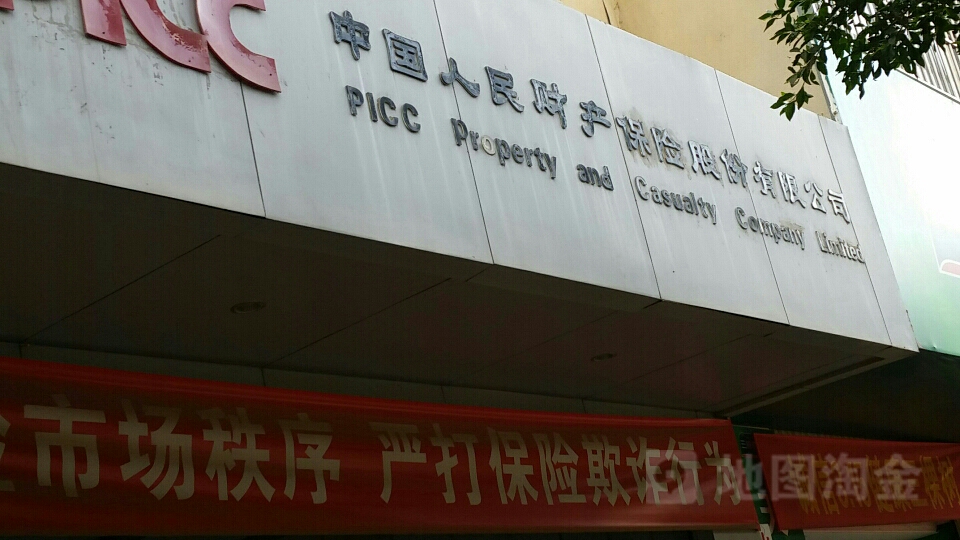 PICC
中国人民财产保险股份有限公司
PICC Property and Casualty Company Limited
市场秩序 严打保险欺诈行为
地图淘金